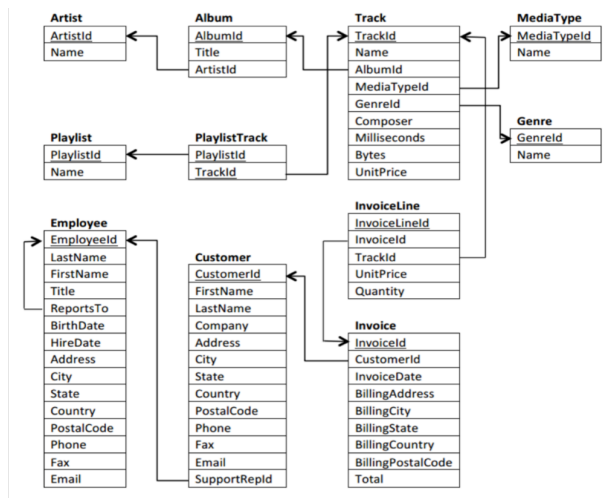 Artist
ArtistId
Name
Album
AlbumId
Title
ArtistId
Track
TrackId
Name
AlbumId
MediaTypeId
GenreId
Composer
Milliseconds
Bytes
UnitPrice
MediaType
MediaTypeId
Name
Genre
GenreId
Name
Playlist
PlaylistId
Name
PlaylistTrack
PlaylistId
TrackId
Employee
EmployeeId
LastName
FirstName
Title
ReportsTo
BirthDate
HireDate
Address
City
State
Country
PostalCode
Phone
Fax
Email
Customer
CustomerId
FirstName
LastName
Company
Address
City
State
Country
PostalCode
Phone
Fax
Email
SupportRepId
InvoiceLine
InvoiceLineId
InvoiceId
TrackId
UnitPrice
Quantity
Invoice
InvoiceId
CustomerId
InvoiceDate
BillingAddress
BillingCity
BillingState
BillingCountry
BillingPostalCode
Total